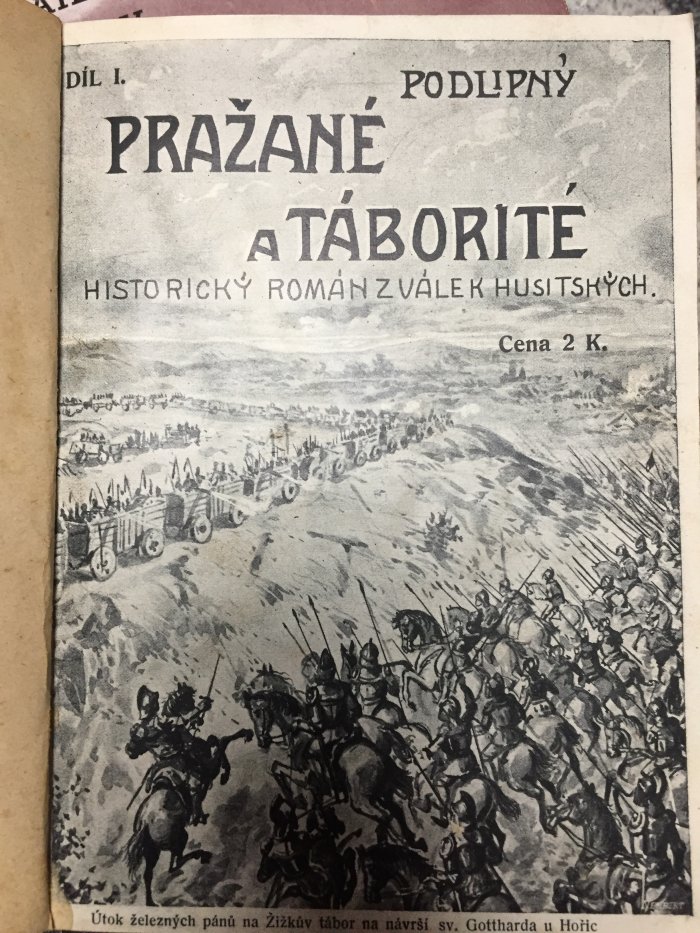 DÍL I.
PODLIPNÝ
PRAŽANÉ
A TÁBORITÉ
HISTORICKÝ ROMÁN Z VÁLEK HUSITSKÝCH.
Cena 2 K.
Útok železných pánů na Žižkův tábor na návrší sv. Gottharda u Hořic